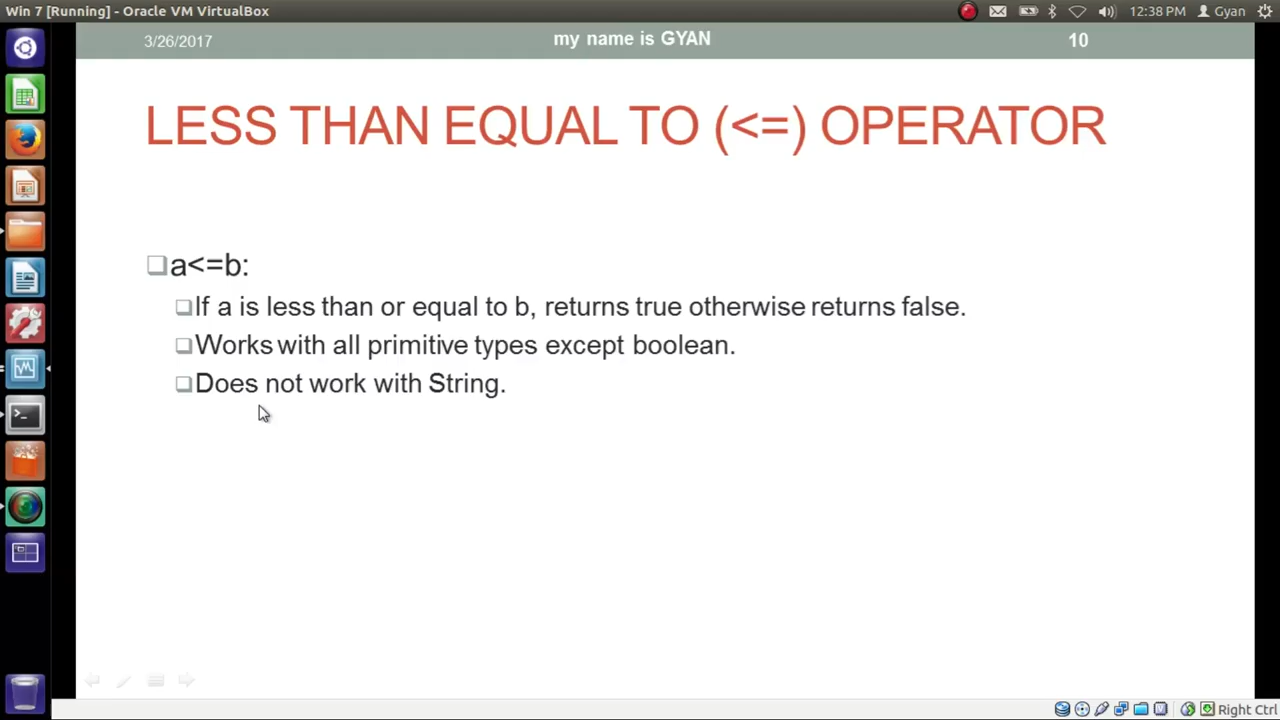 Win 7 [Running] - Oracle VM VirtualBox
12:38 PM Gyan
3/26/2017
my name is GYAN
10
LESS THAN EQUAL TO (<=) OPERATOR
a<=b:
If a is less than or equal to b, returns true otherwise returns false.
Works with all primitive types except boolean.
Does not work with String.
Right Ctrl